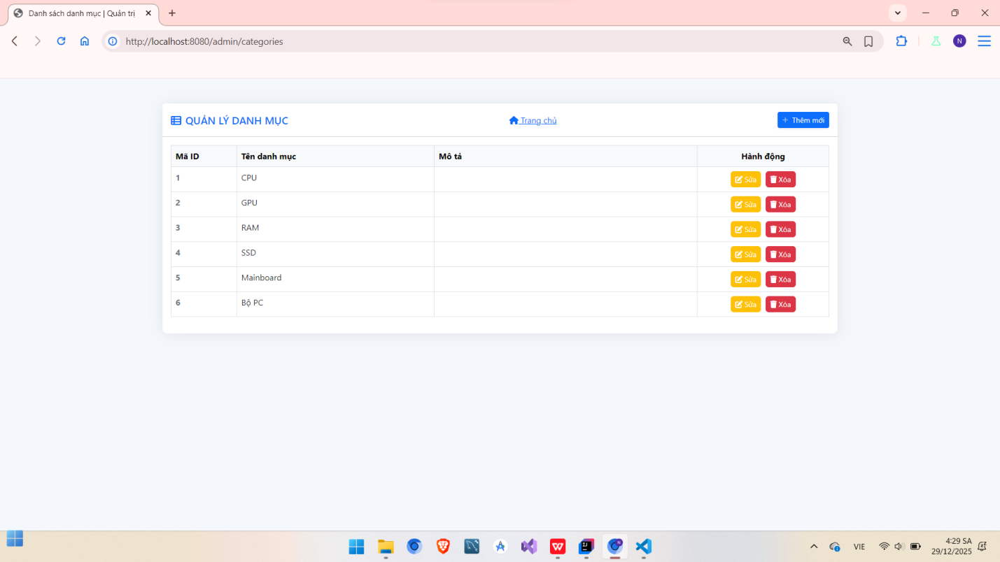 Danh sách danh mục | Quản trị
http://localhost:8080/admin/categories
N
QUẢN LÝ DANH MỤC
Trang chủ
+ Thêm mới
Mã ID Tên danh mục Mô tả Hành động
1 CPU Sửa Xóa
2 GPU Sửa Xóa
3 RAM Sửa Xóa
4 SSD Sửa Xóa
5 Mainboard Sửa Xóa
6 Bộ PC Sửa Xóa
VIE
4:29 SA
29/12/2025